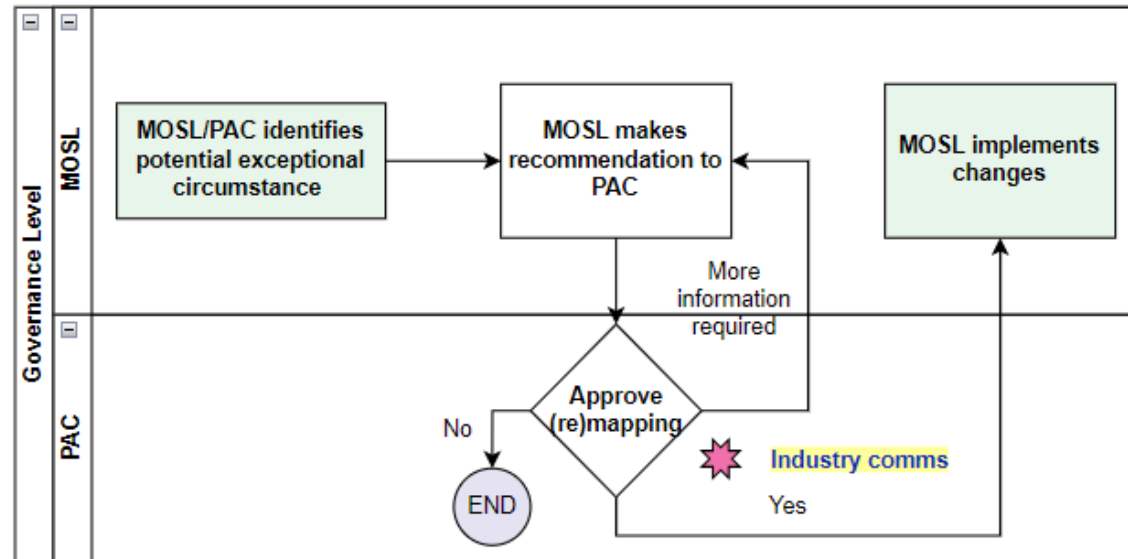 Governance Level
MOSL
MOSL/PAC identifies
potential exceptional
circumstance
MOSL makes
recommendation to
PAC
MOSL implements
changes
More
information
required
PAC
Approve
(re)mapping
No
END
Industry comms
Yes